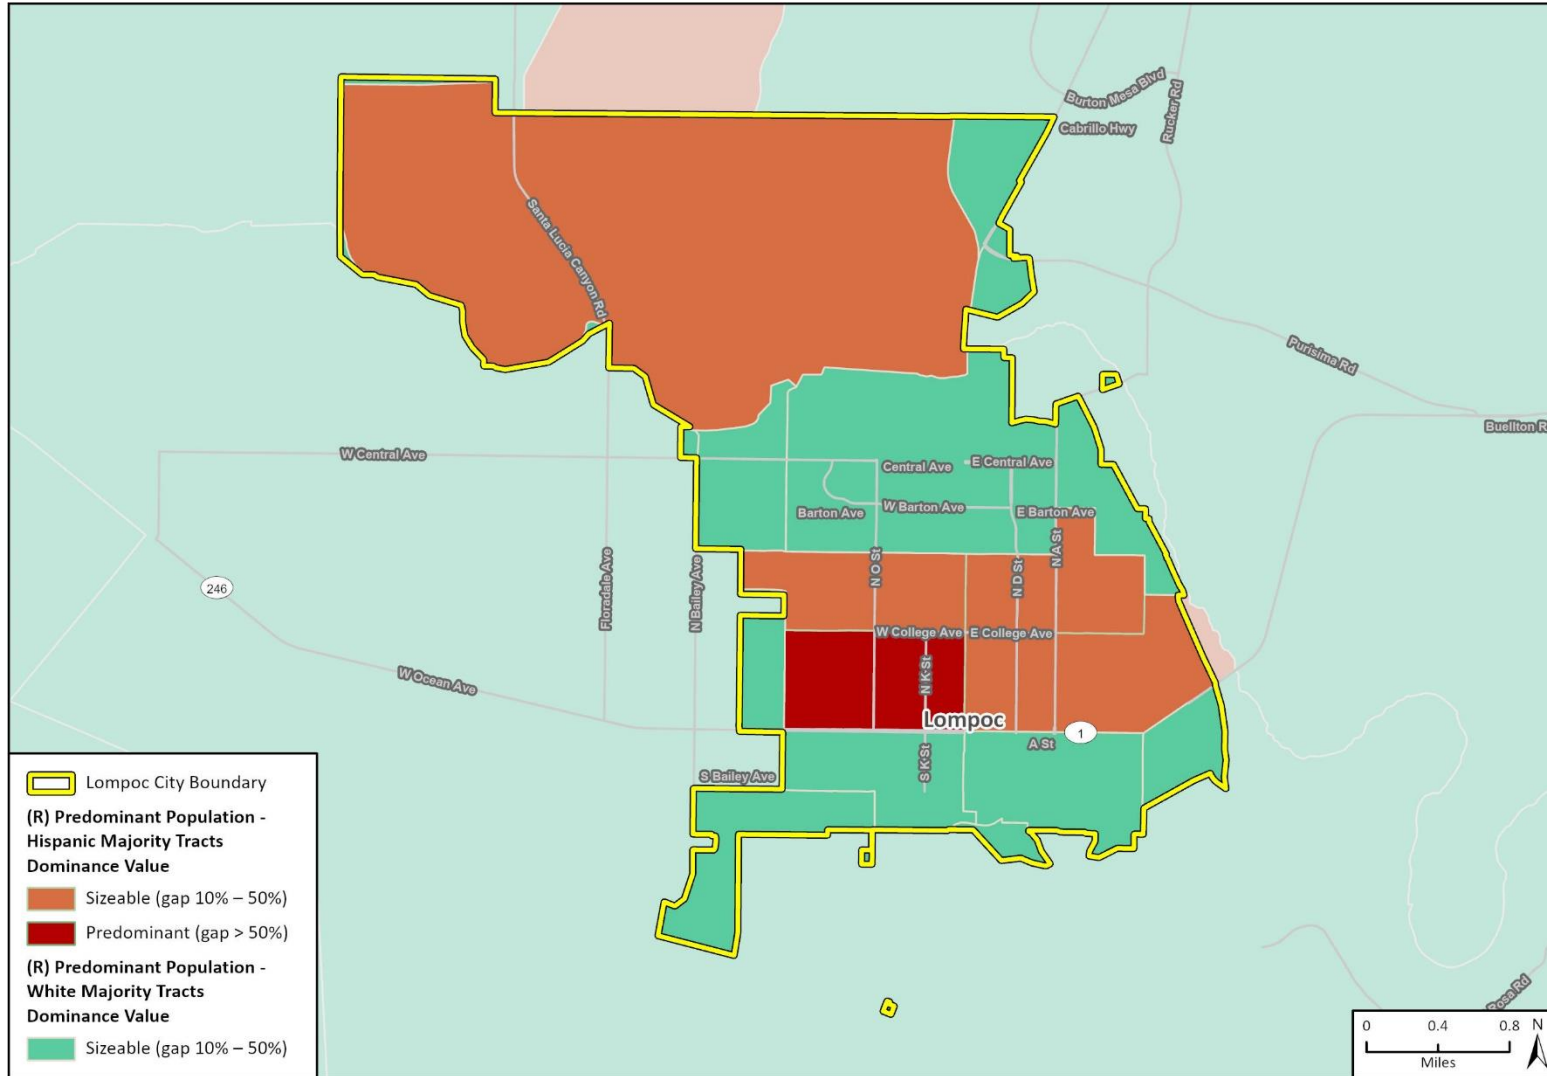 Burton Mesa Blvd
Rucker Rd
Cabrillo Hwy
Santa Lucia Canyon Rd
Purisima Rd
Buellton R
W Central Ave
Central Ave
E Central Ave
Barton Ave
W Barton Ave
E Barton Ave
N O St
N D St
N A St
246
Floradale Ave
N Bailey Ave
W College Ave
E College Ave
N K St
W Ocean Ave
Lompoc
A St
1
S Bailey Ave
S K St
Rosa Rd
Lompoc City Boundary
(R) Predominant Population -
Hispanic Majority Tracts
Dominance Value
Sizeable (gap 10% – 50%)
Predominant (gap > 50%)
(R) Predominant Population -
White Majority Tracts
Dominance Value
Sizeable (gap 10% – 50%)
0 0.4 0.8
Miles
N